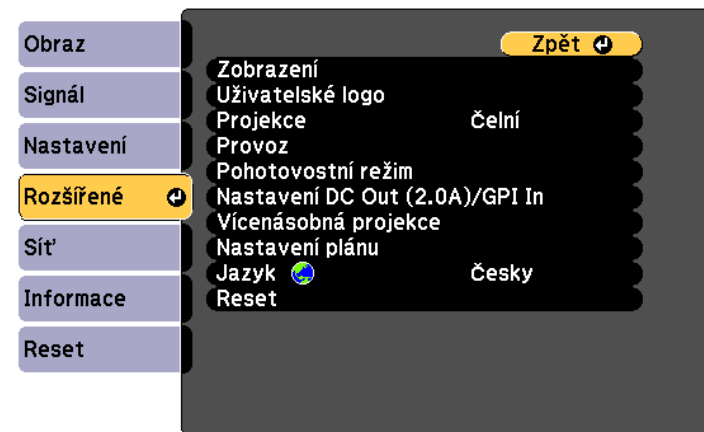 Obraz
Signál
Nastavení
Rozšířené
Síť
Informace
Reset
Zpět
Zobrazení
Uživatelské logo
Projekce Čelní
Provoz
Pohotovostní režim
Nastavení DC Out (2.0A)/GPI In
Vícenásobná projekce
Nastavení plánu
Jazyk Česky
Reset